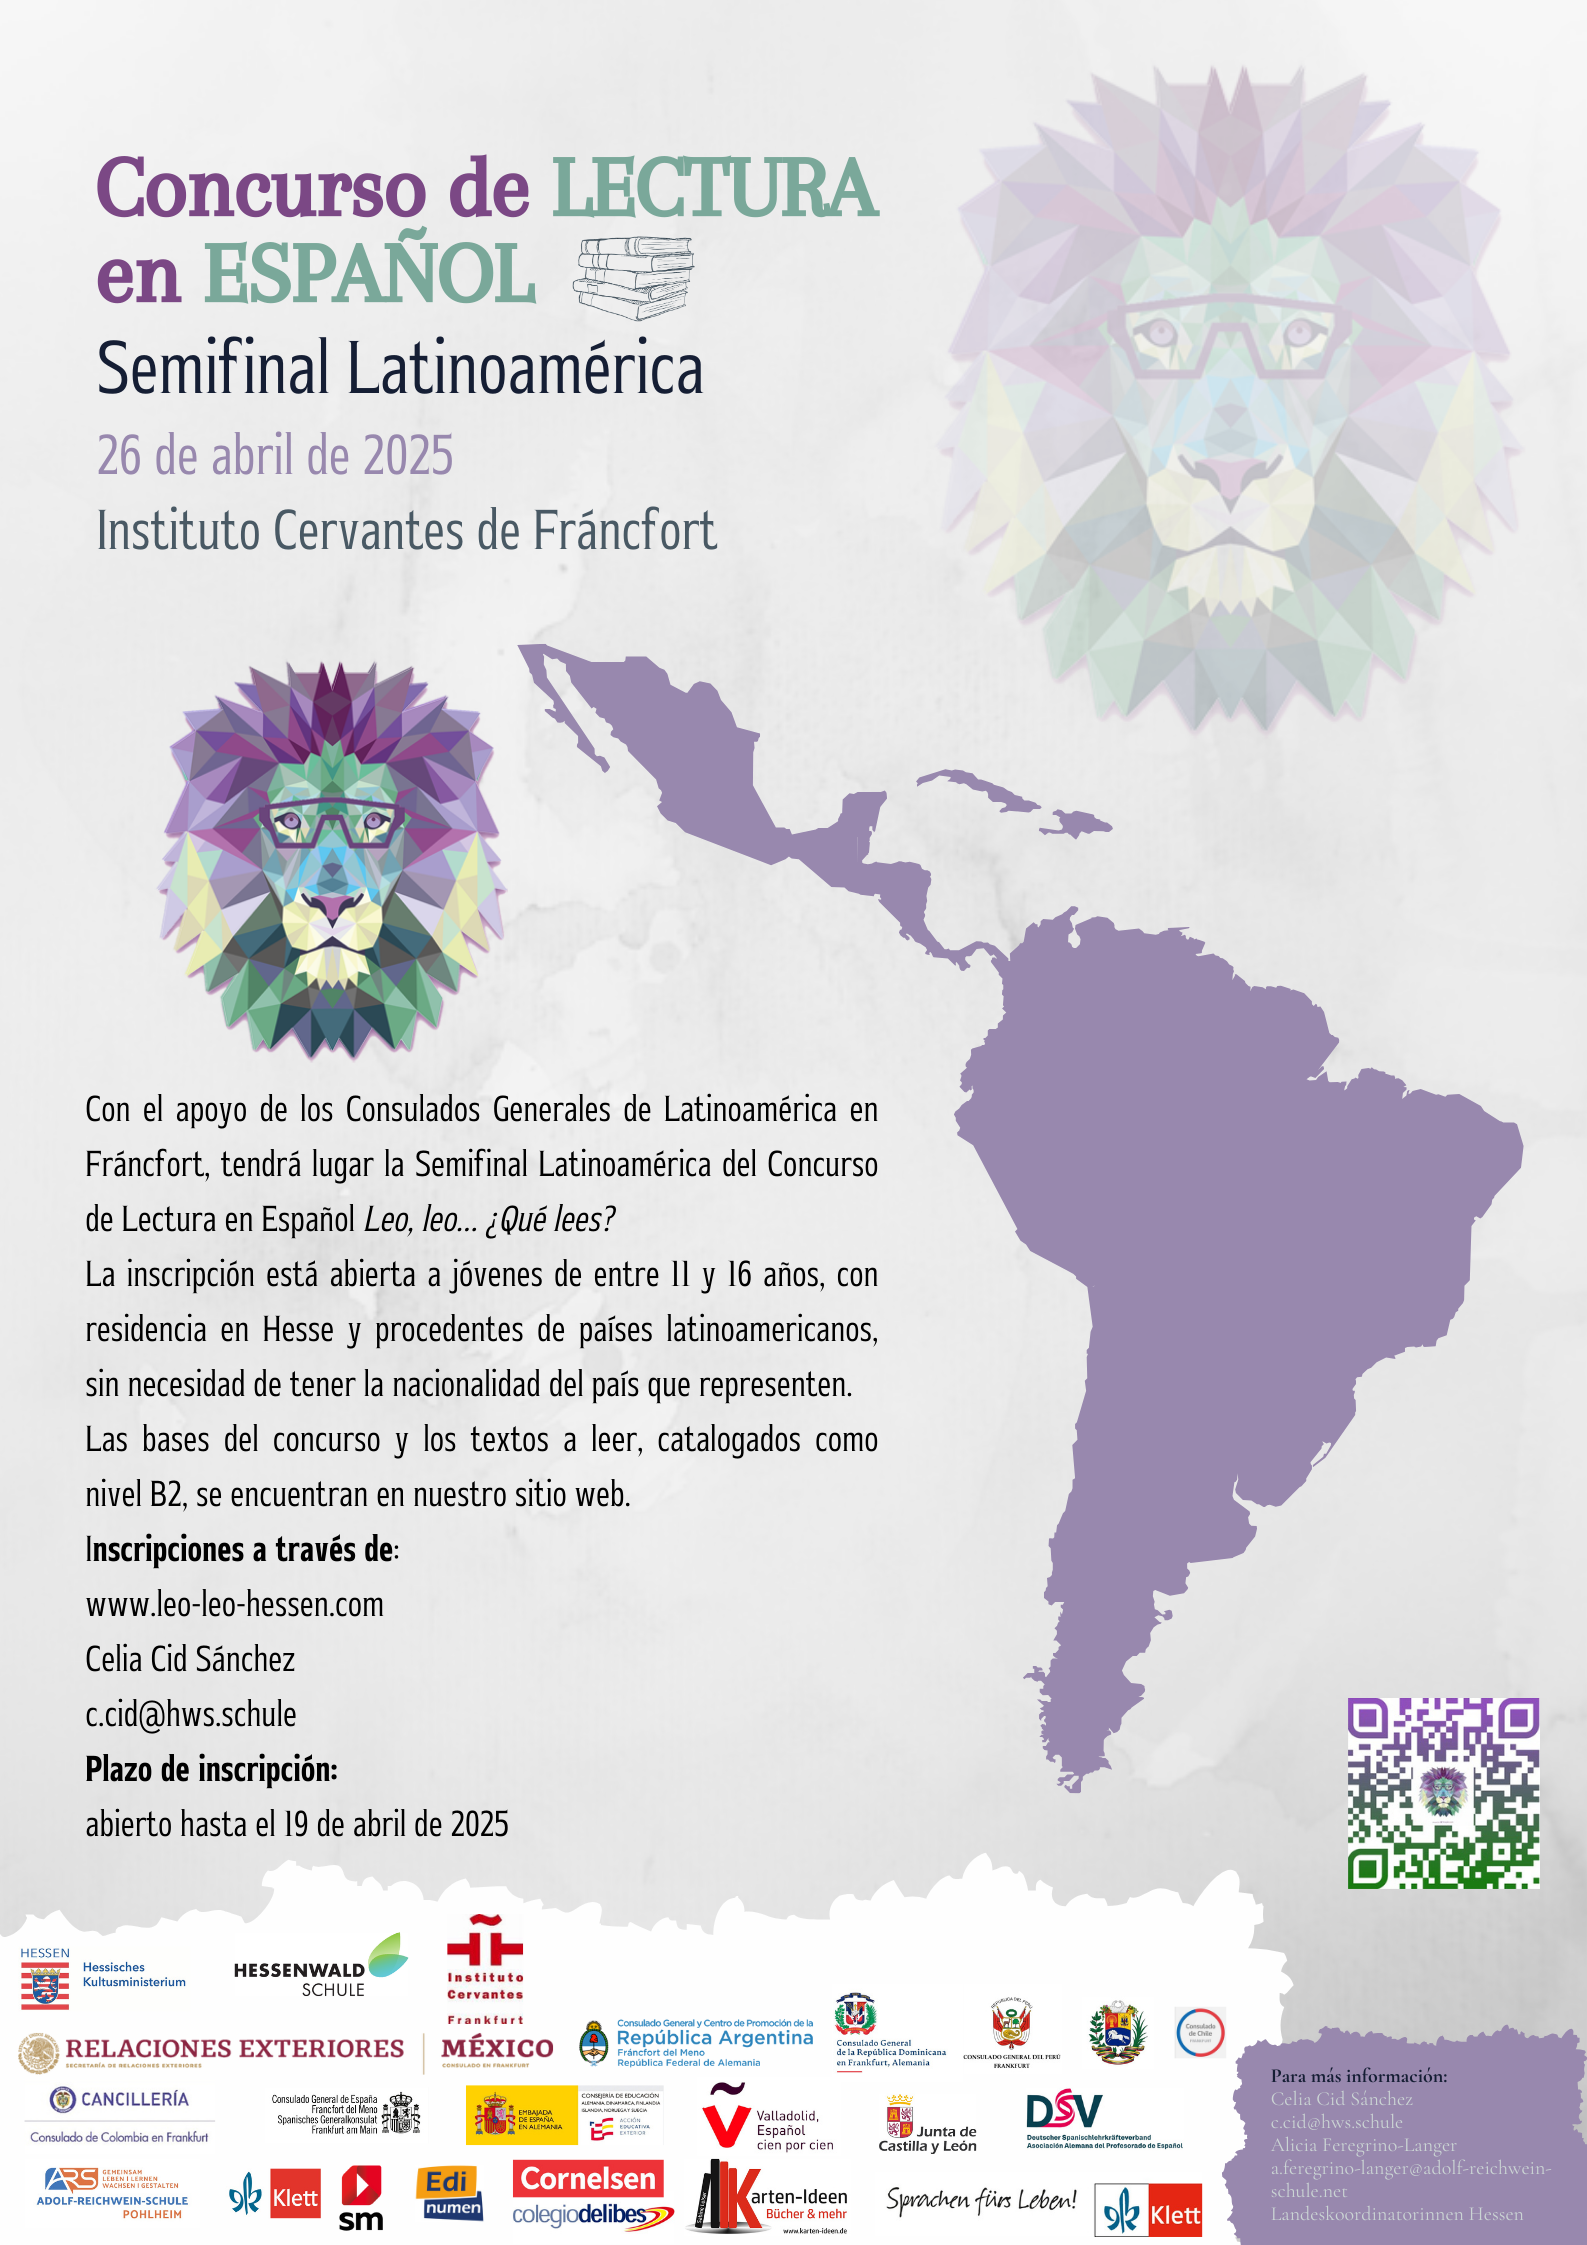 Concurso de LECTURA
en ESPAÑOL
Semifinal Latinoamérica
26 de abril de 2025
Instituto Cervantes de Fráncfort
Con el apoyo de los Consulados Generales de Latinoamérica en
Fráncfort, tendrá lugar la Semifinal Latinoamérica del Concurso
de Lectura en Español Leo, leo... ¿Qué lees?
La inscripción está abierta a jóvenes de entre 11 y 16 años, con
residencia en Hesse y procedentes de países latinoamericanos,
sin necesidad de tener la nacionalidad del país que representen.
Las bases del concurso y los textos a leer, catalogados como
nivel B2, se encuentran en nuestro sitio web.
Inscripciones a través de:
www.leo-leo-hessen.com
Celia Cid Sánchez
c.cid@hws.schule
Plazo de inscripción:
abierto hasta el 19 de abril de 2025
HESSEN
Hessisches
Kultusministerium
HESSENWALD
SCHULE
Instituto
Cervantes
Frankfurt
RELACIONES EXTERIORES
SECRETARÍA DE RELACIONES EXTERIORES
MÉXICO
CONSULADO EN FRANKFURT
Consulado General y Centro de Promoción de la
República Argentina
Fráncfort del Meno
República Federal de Alemania
Consulado General
de la República Dominicana
en Frankfurt, Alemania
REPÚBLICA DEL PERÚ
CONSULADO GENERAL DEL PERÚ
FRANKFURT
Consulado
de Chile
CANCILLERÍA
Consulado de Colombia en Frankfurt
Consulado General de España
Francfort del Meno
Spanisches Generalkonsulat
Frankfurt am Main
EMBAJADA
DE ESPAÑA
EN ALEMANIA
CONSEJERÍA DE EDUCACIÓN
ALEMANIA, DINAMARCA, FINLANDIA
ISLANDIA, NORUEGA Y SUECIA
ACCIÓN
EDUCATIVA
EXTERIOR
Valladolid,
Español
cien por cien
Junta de
Castilla y León
DSV
Deutscher Spanischlehrkräfteverband
Asociación Alemana del Profesorado de Español
ARS
GEMEINSAM
LEBEN I LERNEN
WACHSEN I GESTALTEN
ADOLF-REICHWEIN-SCHULE
POHLHEIM
Klett
sm
Edi
numen
Cornelsen
colegiodelibes
Karten-Ideen
Bücher & mehr
www.karten-ideen.de
Sprachen fürs Leben!
Klett
Para más información:
Celia Cid Sánchez
c.cid@hws.schule
Alicia Feregrino-Langer
a.feregrino-langer@adolf-reichwein-
schule.net
Landeskoordinatorinnen Hessen